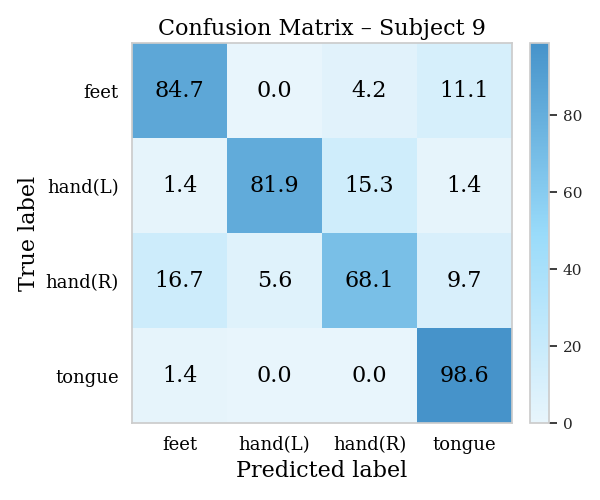 Confusion Matrix – Subject 9
True label
feet 84.7 0.0 4.2 11.1
hand(L) 1.4 81.9 15.3 1.4
hand(R) 16.7 5.6 68.1 9.7
tongue 1.4 0.0 0.0 98.6
feet hand(L) hand(R) tongue
Predicted label
80
60
40
20
0